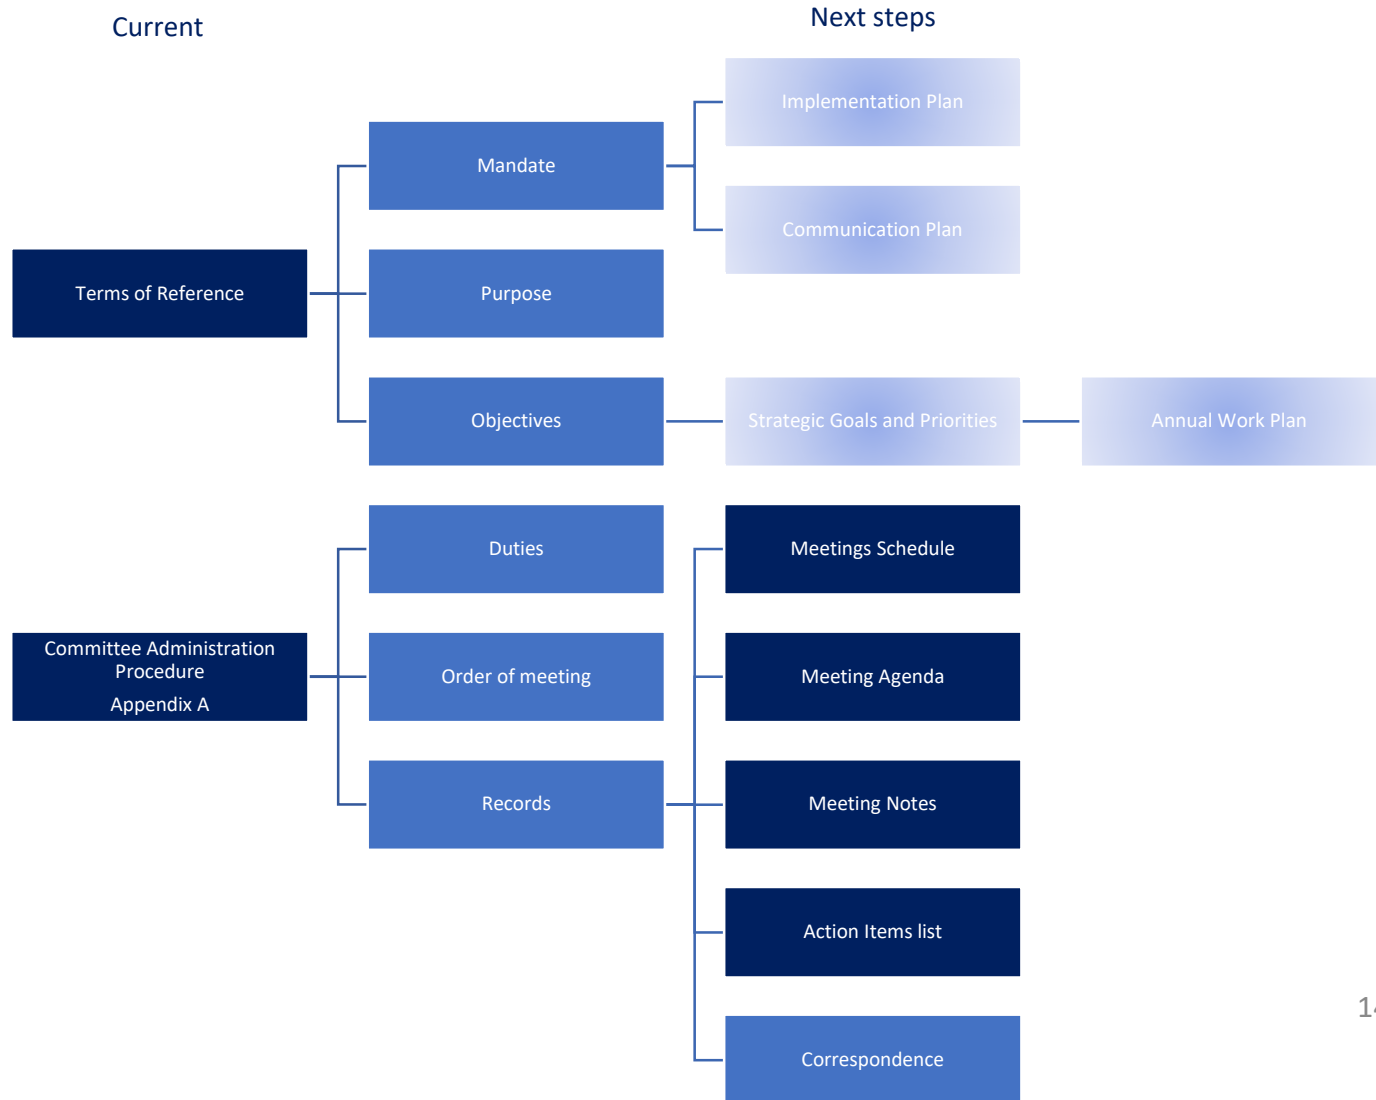 Current
Next steps
Implementation Plan
Mandate
Communication Plan
Terms of Reference
Purpose
Objectives
Strategic Goals and Priorities
Annual Work Plan
Duties
Meetings Schedule
Committee Administration
Procedure
Appendix A
Order of meeting
Meeting Agenda
Records
Meeting Notes
Action Items list
14
Correspondence